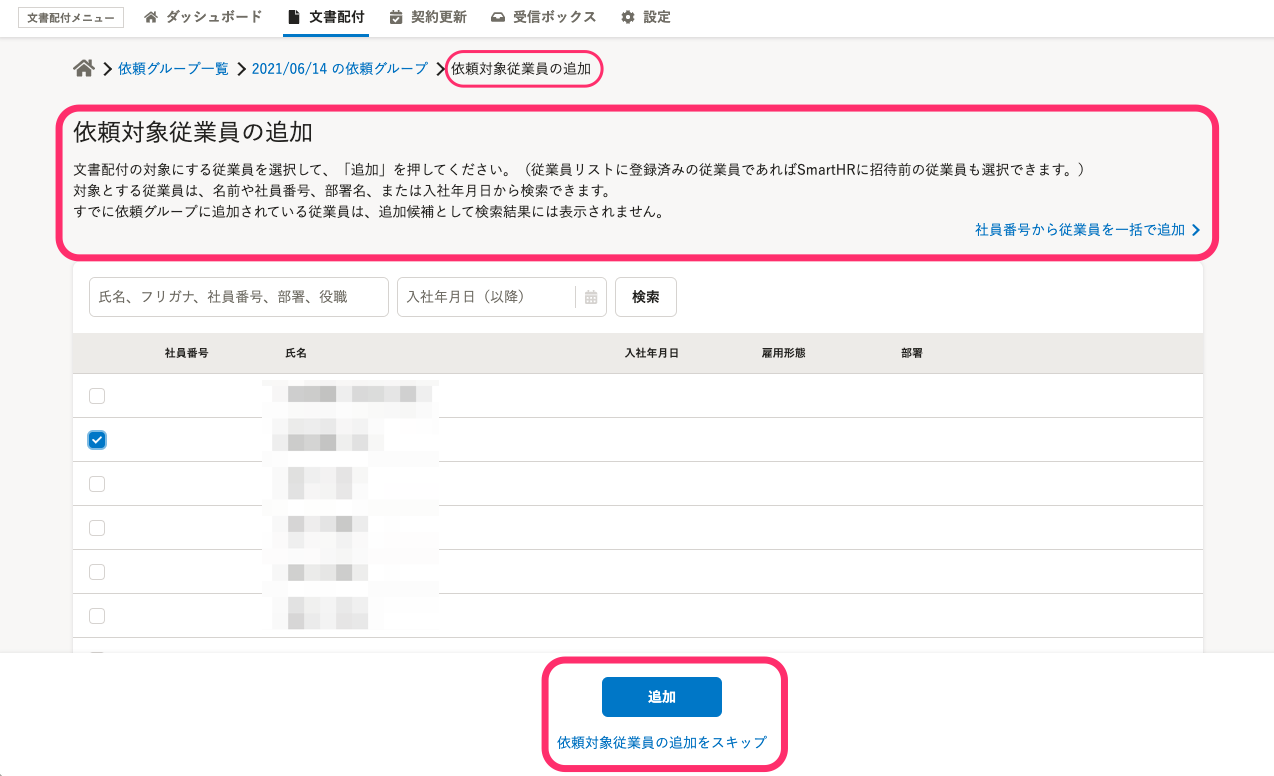 文書配付メニュー ダッシュボード 文書配付 契約更新 受信ボックス 設定
依頼グループ一覧 2021/06/14 の依頼グループ 依頼対象従業員の追加
依頼対象従業員の追加
文書配付の対象にする従業員を選択して、「追加」を押してください。（従業員リストに登録済みの従業員であればSmartHRに招待前の従業員も選択できます。）
対象とする従業員は、名前や社員番号、部署名、または入社年月日から検索できます。
すでに依頼グループに追加されている従業員は、追加候補として検索結果には表示されません。
社員番号から従業員を一括で追加
氏名、フリガナ、社員番号、部署、役職 入社年月日（以降） 検索
社員番号 氏名 入社年月日 雇用形態 部署
追加
依頼対象従業員の追加をスキップ